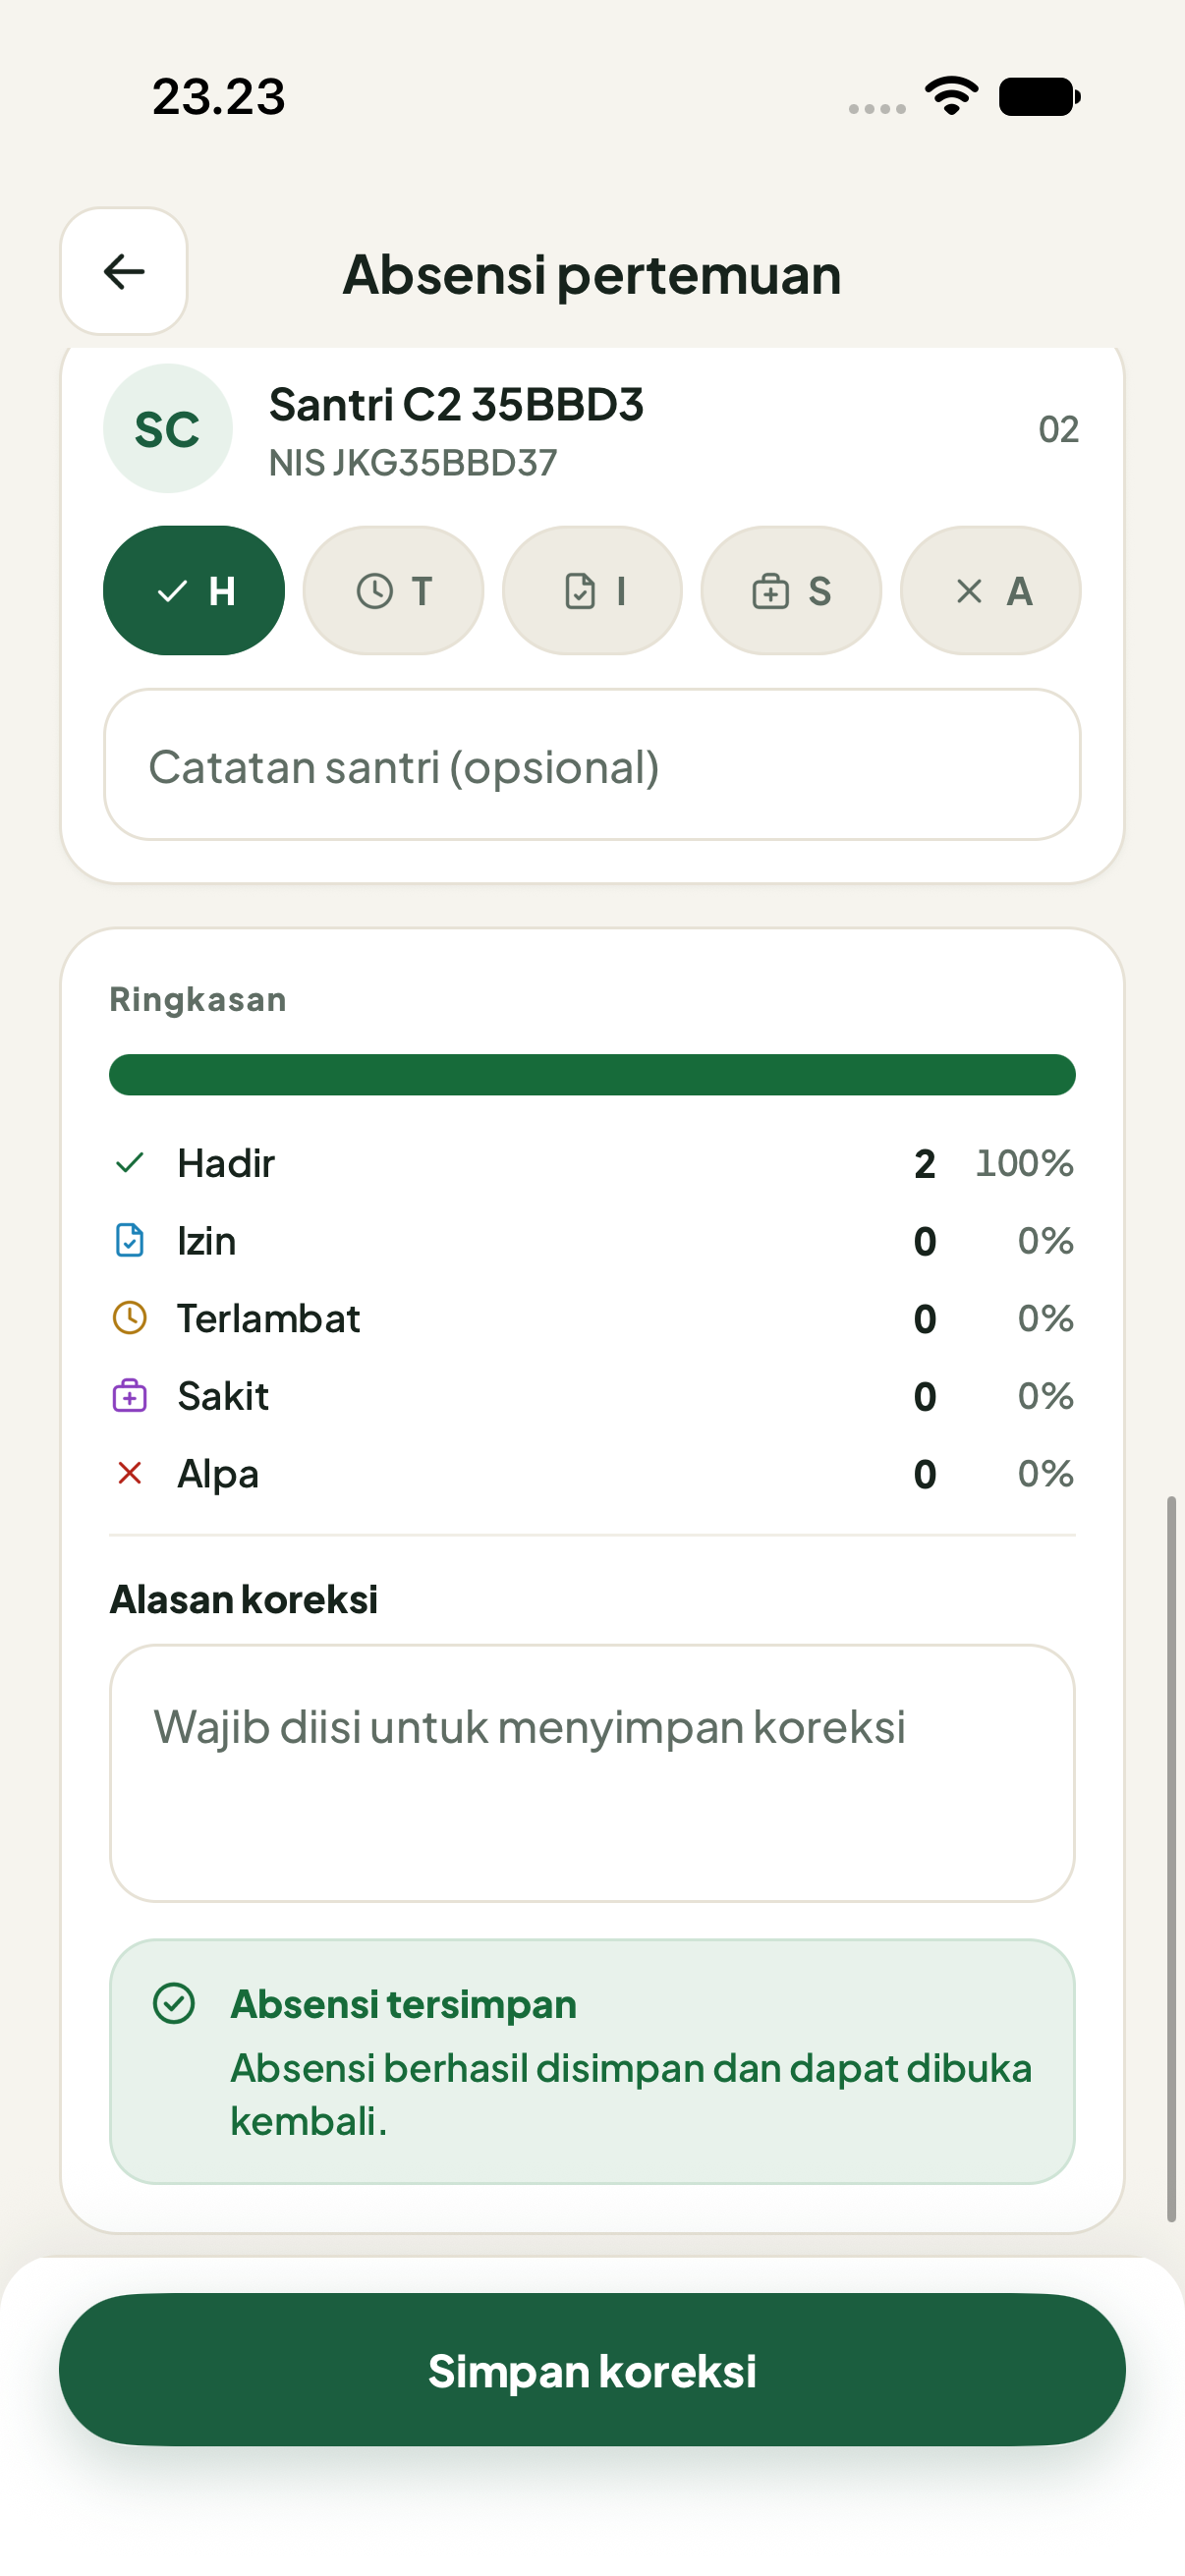 23.23
Absensi pertemuan
SC
Santri C2 35BBD3
NIS JKG35BBD37
02
H T I S A
Catatan santri (opsional)
Ringkasan
Hadir 2 100%
Izin 0 0%
Terlambat 0 0%
Sakit 0 0%
Alpa 0 0%
Alasan koreksi
Wajib diisi untuk menyimpan koreksi
Absensi tersimpan
Absensi berhasil disimpan dan dapat dibuka
kembali.
Simpan koreksi